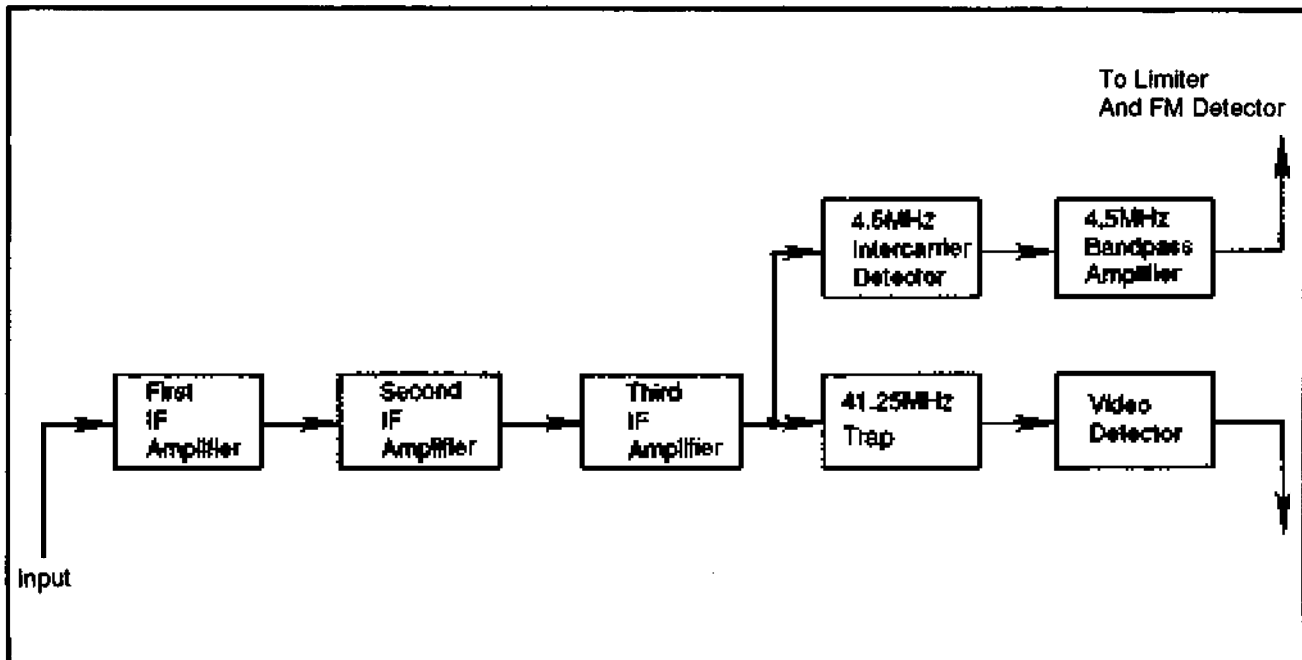 To Limiter
And FM Detector
4.5MHz
Intercarrier
Detector
4.5MHz
Bandpass
Amplifier
First
IF
Amplifier
Second
IF
Amplifier
Third
IF
Amplifier
41.25MHz
Trap
Video
Detector
Input